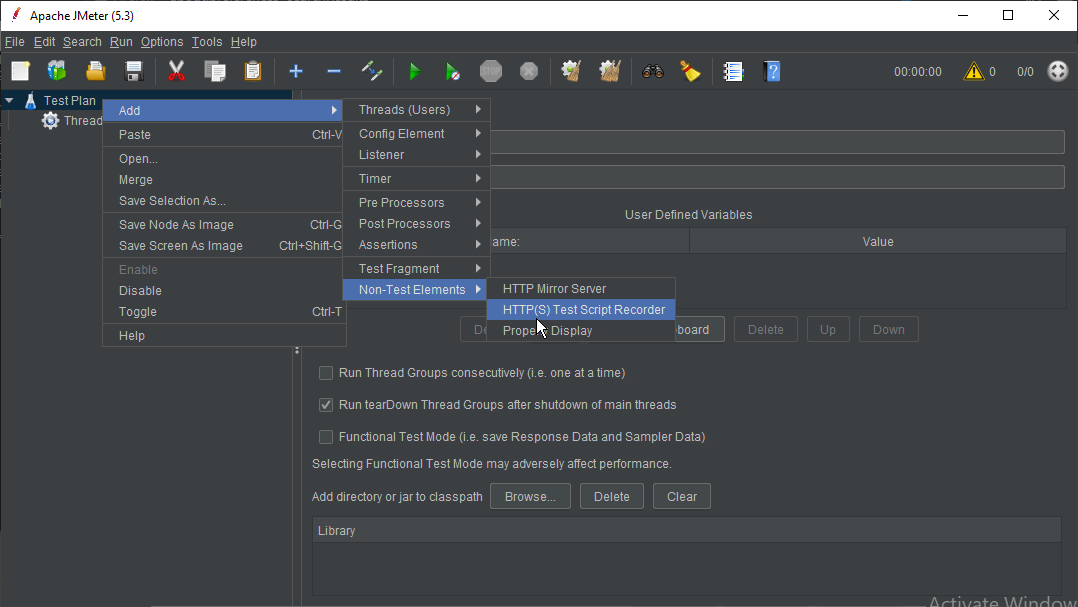 Apache JMeter (5.3)
File Edit Search Run Options Tools Help
STOP
00:00:00 0 0/0
Test Plan
Thread
Add
Paste Ctrl-V
Open...
Merge
Save Selection As...
Save Node As Image Ctrl-G
Save Screen As Image Ctrl+Shift-G
Enable
Disable
Toggle Ctrl-T
Help
Threads (Users)
Config Element
Listener
Timer
Pre Processors
Post Processors
Assertions
Test Fragment
Non-Test Elements
HTTP Mirror Server
HTTP(S) Test Script Recorder
Display
User Defined Variables
ame: Value
De board Delete Up Down
Run Thread Groups consecutively (i.e. one at a time)
Run tearDown Thread Groups after shutdown of main threads
Functional Test Mode (i.e. save Response Data and Sampler Data)
Selecting Functional Test Mode may adversely affect performance.
Add directory or jar to classpath Browse... Delete Clear
Library
Activate Window